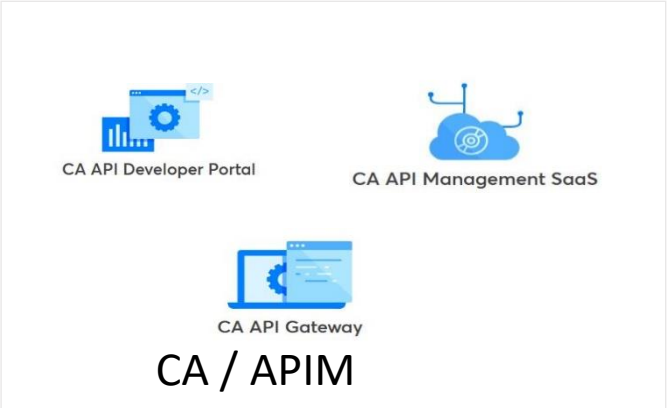 </>
CA API Developer Portal
CA API Management SaaS
CA API Gateway
CA / APIM